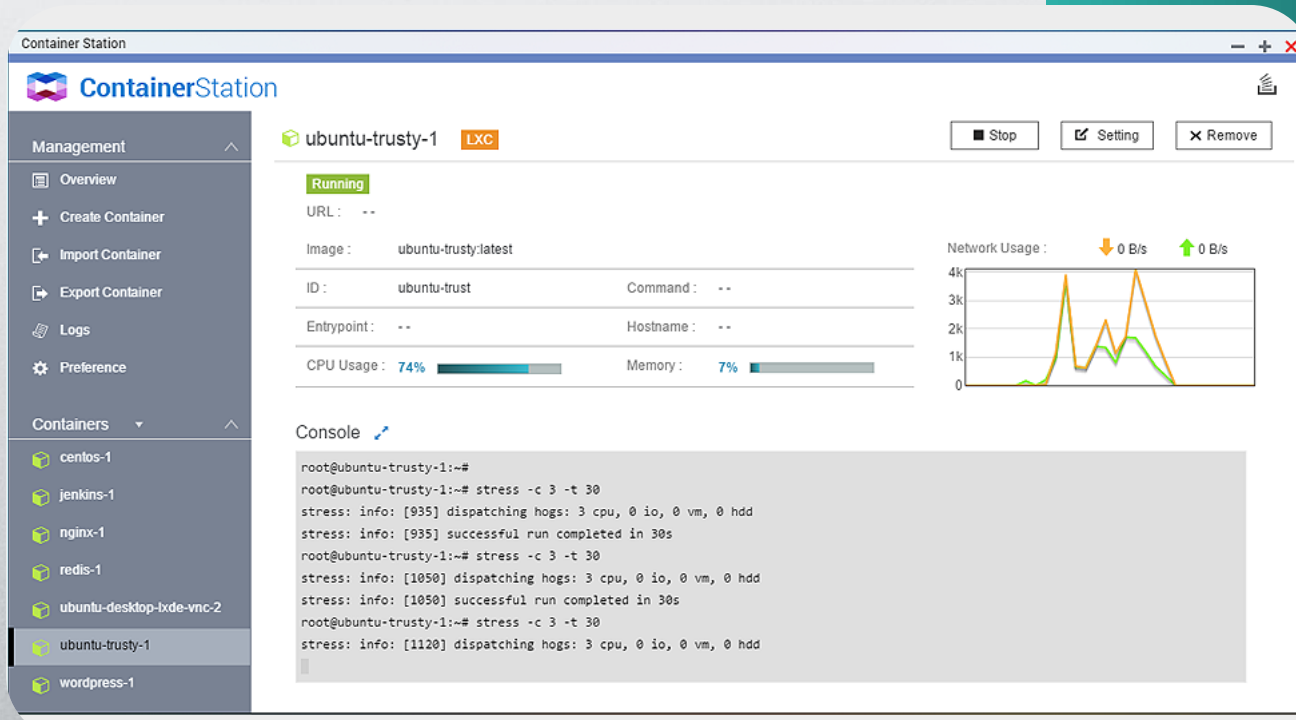 Container Station
ContainerStation
Management
Overview
Create Container
Import Container
Export Container
Logs
Preference
Containers
centos-1
jenkins-1
nginx-1
redis-1
ubuntu-desktop-lxde-vnc-2
ubuntu-trusty-1
wordpress-1
ubuntu-trusty-1 LXC
Stop Setting Remove
Running
URL : --
Image : ubuntu-trusty:latest
ID : ubuntu-trust Command : --
Entrypoint : -- Hostname : --
CPU Usage : 74% Memory : 7%
Network Usage : 0 B/s 0 B/s
4k
3k
2k
1k
0
Console
root@ubuntu-trusty-1:~#
root@ubuntu-trusty-1:~# stress -c 3 -t 30
stress: info: [935] dispatching hogs: 3 cpu, 0 io, 0 vm, 0 hdd
stress: info: [935] successful run completed in 30s
root@ubuntu-trusty-1:~# stress -c 3 -t 30
stress: info: [1050] dispatching hogs: 3 cpu, 0 io, 0 vm, 0 hdd
stress: info: [1050] successful run completed in 30s
root@ubuntu-trusty-1:~# stress -c 3 -t 30
stress: info: [1120] dispatching hogs: 3 cpu, 0 io, 0 vm, 0 hdd